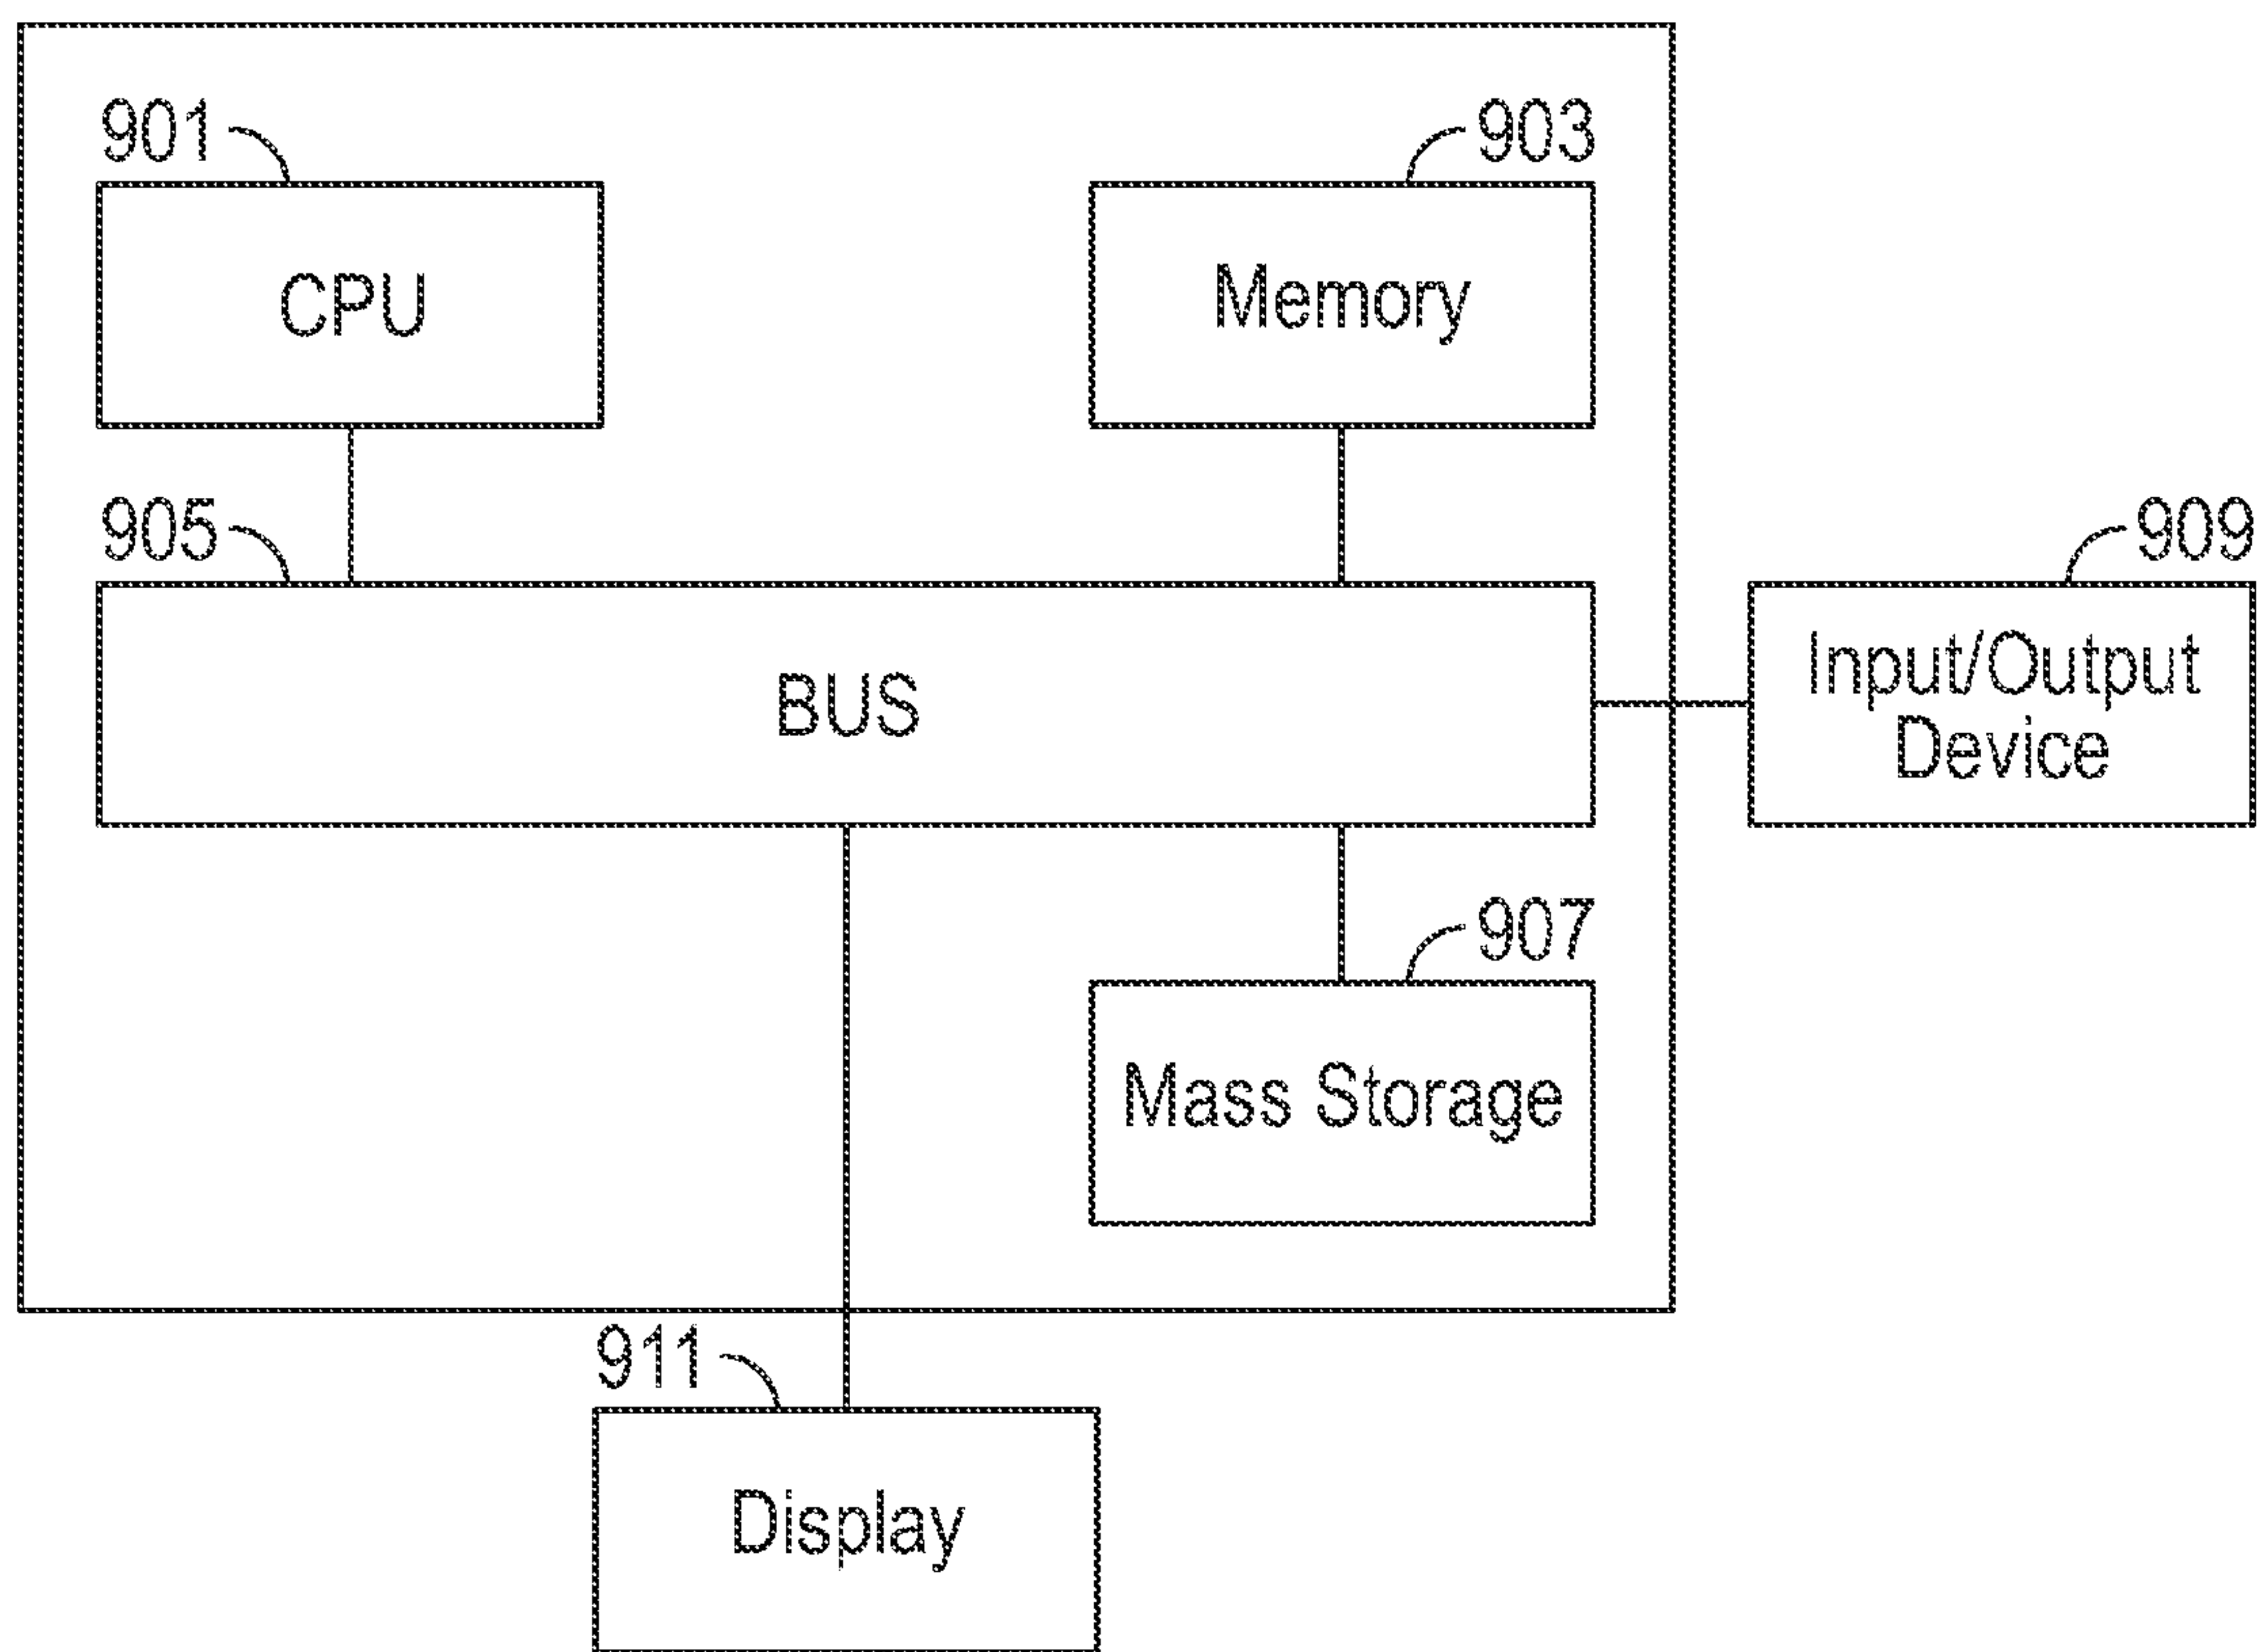 901
903
CPU
Memory
905
909
BUS
Input/Output
Device
907
Mass Storage
911
Display